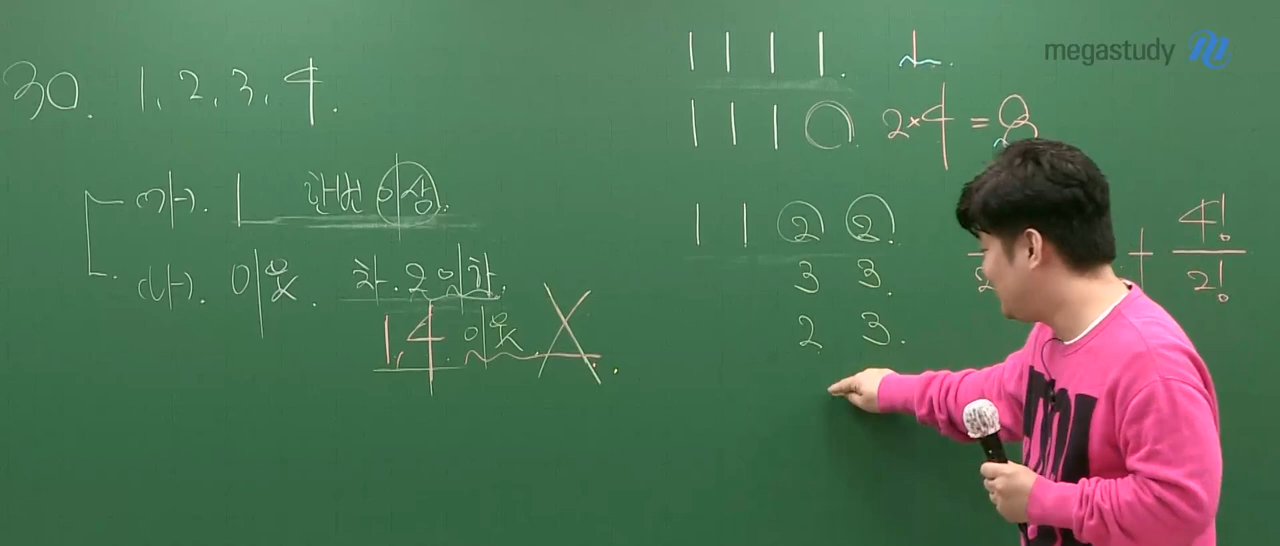 30. 1, 2, 3, 4.
(가). 1 한번 이상.
(나). 이웃. 차. 2이하.
1, 4. 이웃 X
megastudy
1 1 1 1. 1.
1 1 1 ○ 2×4 = 8
1 1 2 2. + 4!/2!
3 3.
2 3.